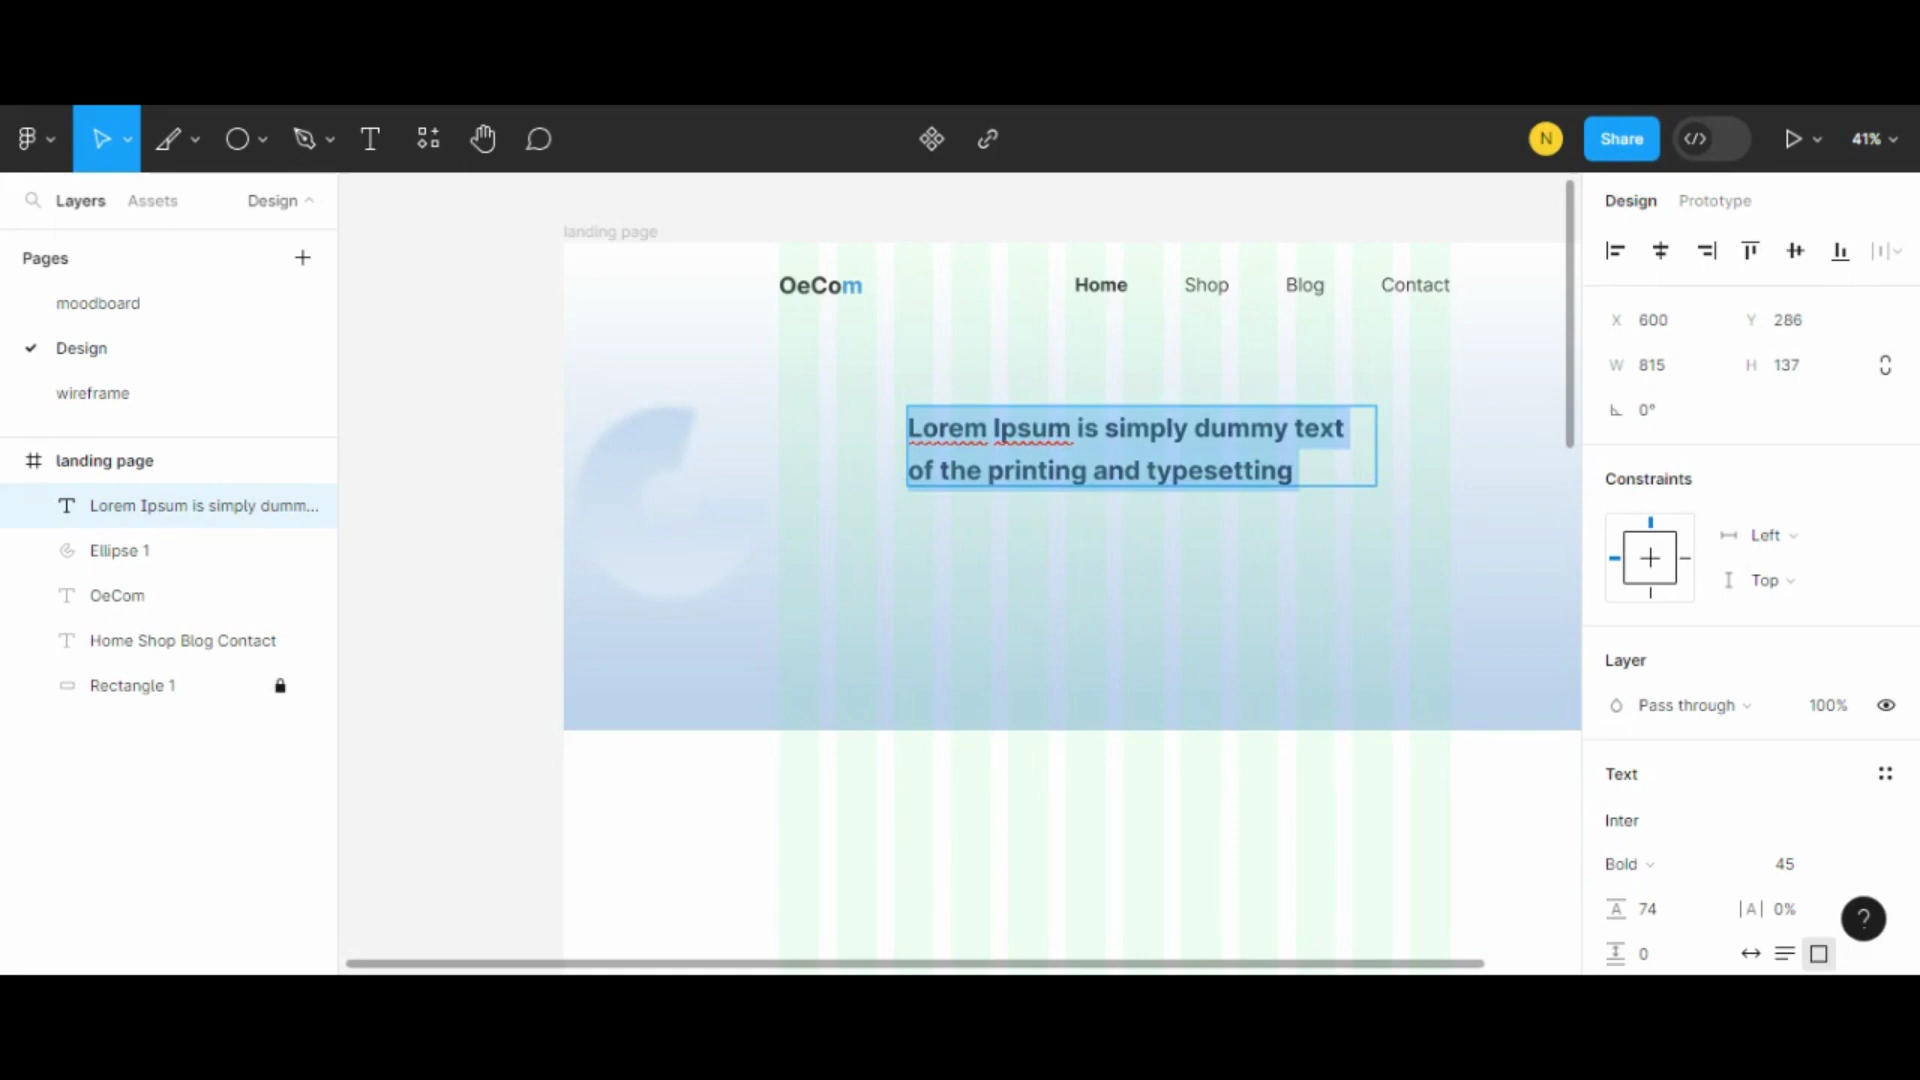 N
Share
41%
Layers
Assets
Design
Pages
moodboard
Design
wireframe
landing page
Lorem Ipsum is simply dumm...
Ellipse 1
OeCom
Home Shop Blog Contact
Rectangle 1
landing page
OeCom
Home
Shop
Blog
Contact
Lorem Ipsum is simply dummy text
of the printing and typesetting
Design
Prototype
X 600
Y 286
W 815
H 137
0°
Constraints
Left
Top
Layer
Pass through
100%
Text
Inter
Bold
45
A 74
|A| 0%
0
?